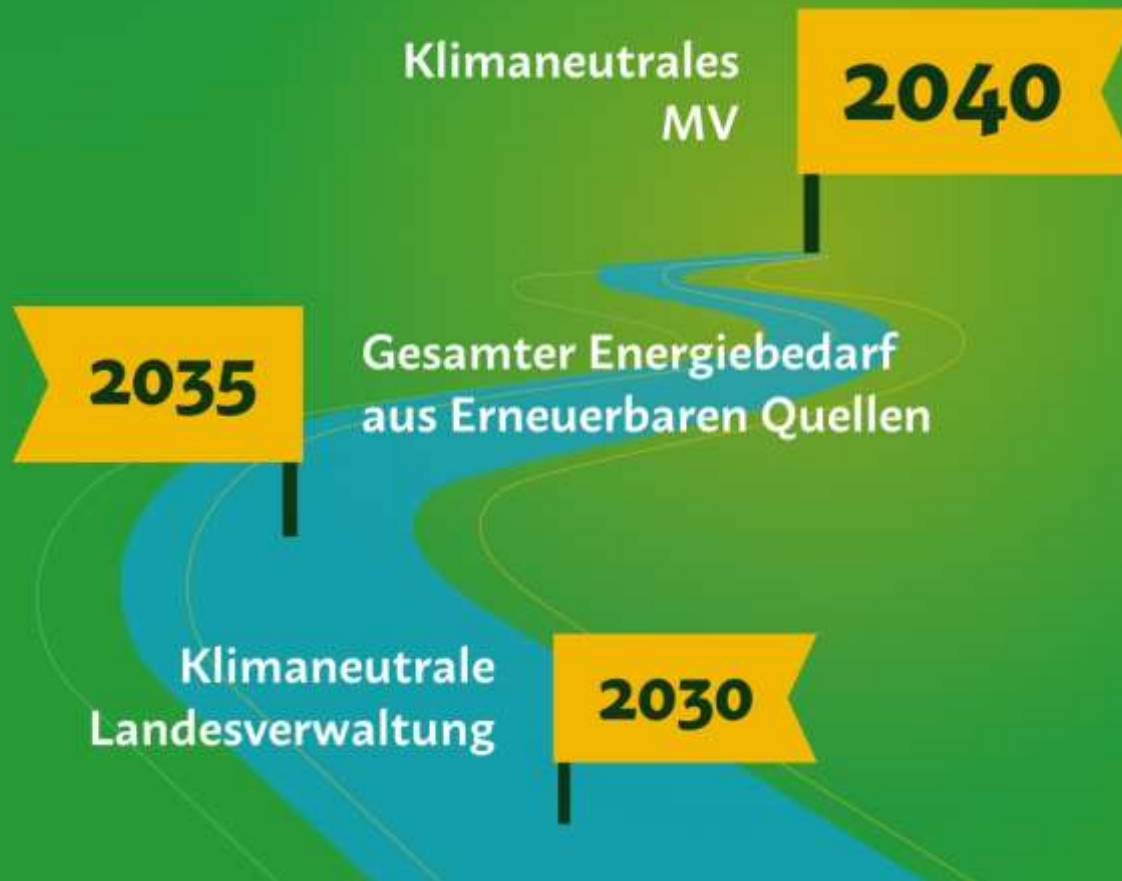 Klimaneutrales
MV
2040
2035
Gesamter Energiebedarf
aus Erneuerbaren Quellen
Klimaneutrale
Landesverwaltung
2030